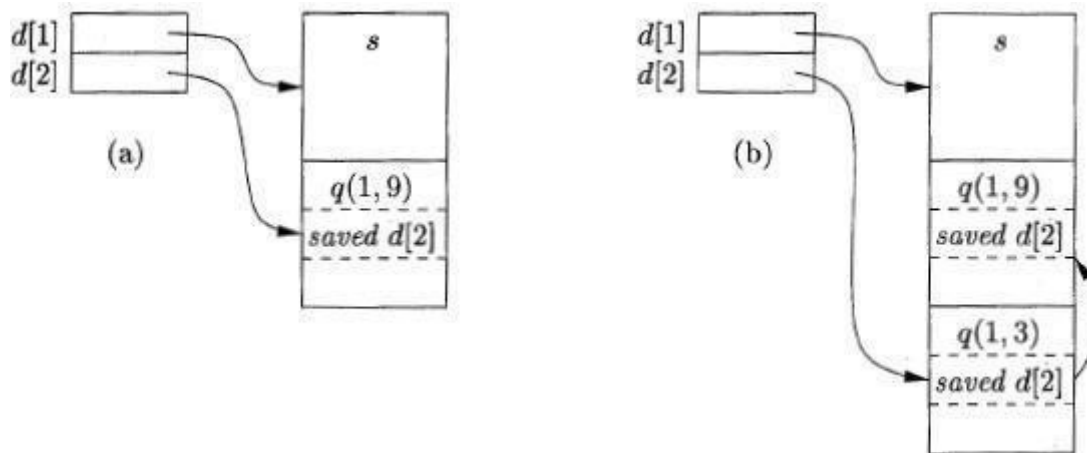 d[1]
d[2]
s
(a)
q(1, 9)
saved d[2]
d[1]
d[2]
s
(b)
q(1, 9)
saved d[2]
q(1, 3)
saved d[2]